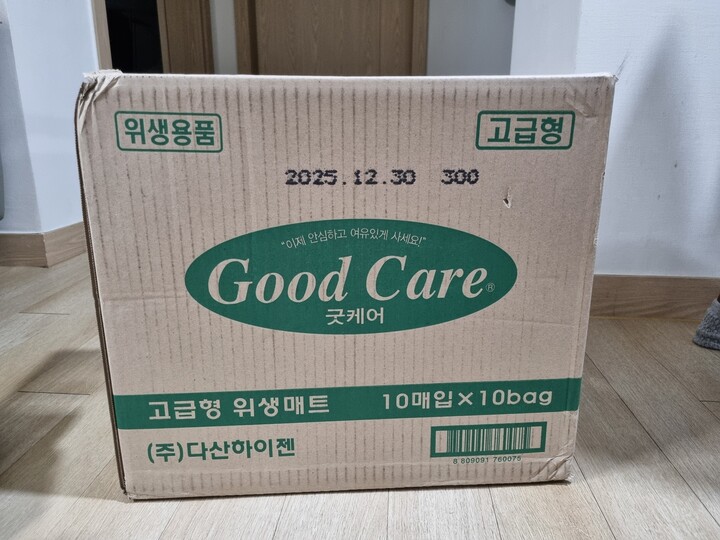 위생용품
고급형
2025.12.30 300
"이제 안심하고 여유있게 사세요!"
Good Care®
굿케어
고급형 위생매트 10매입×10bag
(주)다산하이젠
8 809091 760075